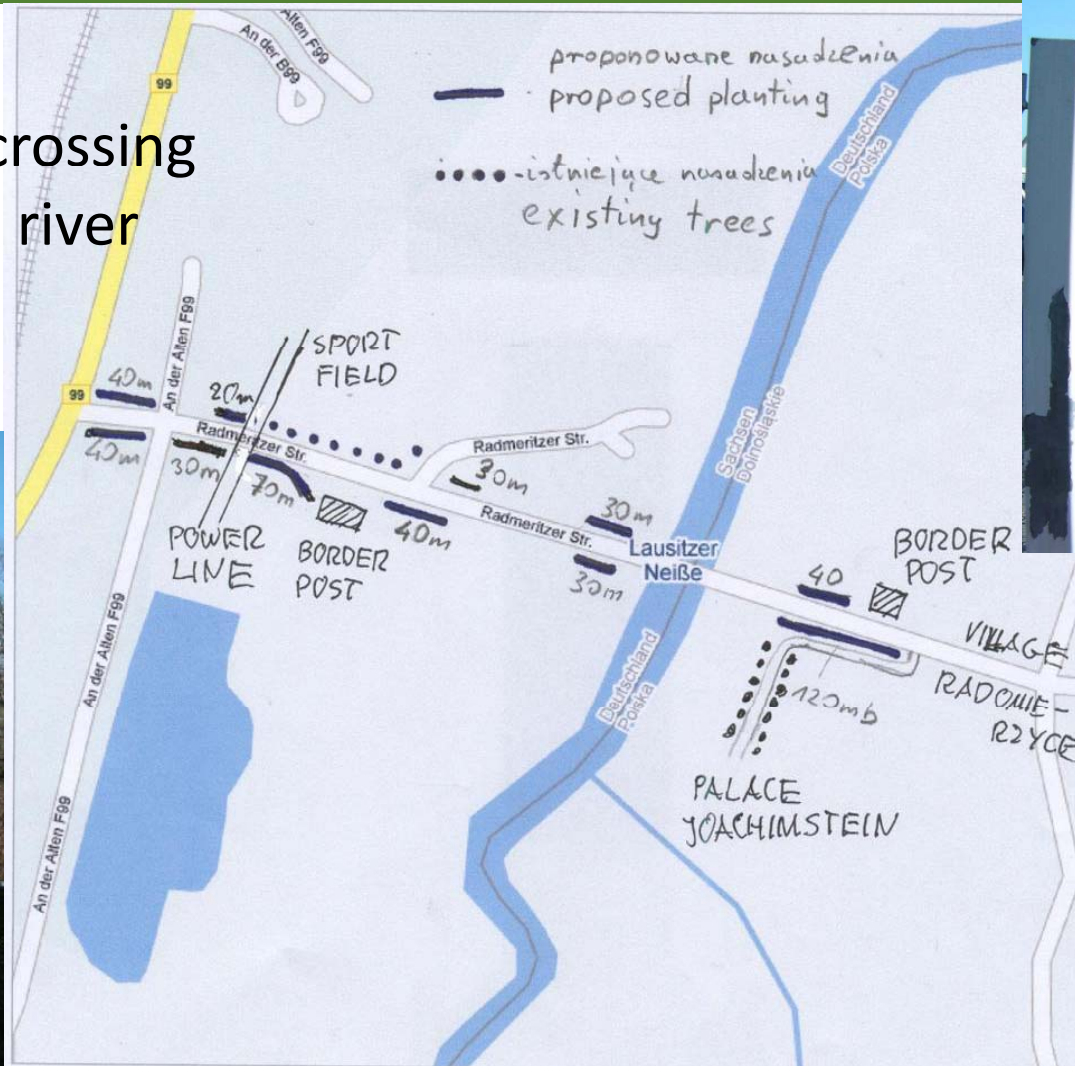 crossing
river
proponowane nasadzenia
proposed planting
istniejące nasadzenia
existing trees
An der B99
Alten F99
99
An der Alten F99
99
40m
40m
20m
SPORT
FIELD
Radmeritzer Str.
30m
70m
POWER
LINE
BORDER
POST
40m
Radmeritzer Str.
30m
Radmeritzer Str.
30m
30m
Lausitzer
Neiße
Deutschland
Polska
Sachsen
Dolnośląskie
Deutschland
Polska
40
BORDER
POST
VILLAGE
RADOMIE-
RZYCE
120mb
PALACE
JOACHIMSTEIN
An der Alten F99
An der Alten F99